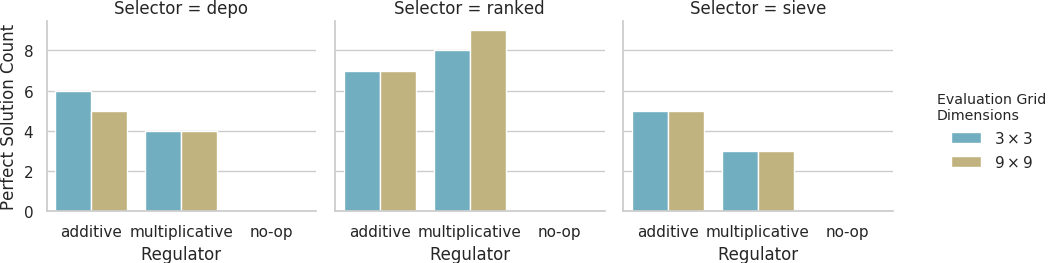 Selector = depo
Selector = ranked
Selector = sieve
Perfect Solution Count
8
6
4
2
0
additive multiplicative no-op
additive multiplicative no-op
additive multiplicative no-op
Regulator
Regulator
Regulator
Evaluation Grid
Dimensions
3 × 3
9 × 9